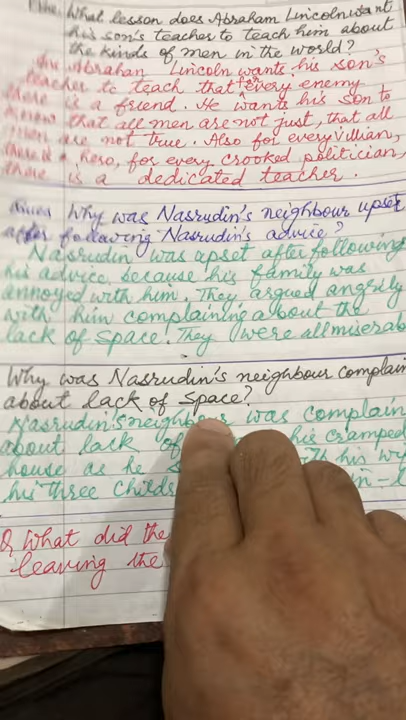 What lesson does Abraham Lincoln want
his son's teacher to teach him about
the kinds of men in the world?
Abrahan Lincoln wants his son's
teacher to teach that for every enemy
there is a friend. He wants his son to
know that all men are not just, that all
men are not true. Also for every villian,
there is a hero, for every crooked politician,
there is a dedicated teacher.
Why was Nasrudin's neighbour upset
after following Nasrudin's advice?
Nasrudin was upset after following
his advice because his family was
annoyed with him. They argued angrily
with him complaining about the
lack of space. They were all miserab
Why was Nasrudin's neighbour complain
about lack of space?
Nasrudin's neighbour was complain
about lack of his cramped
house as he his
his three childs in-l
Q What did the
leaving the